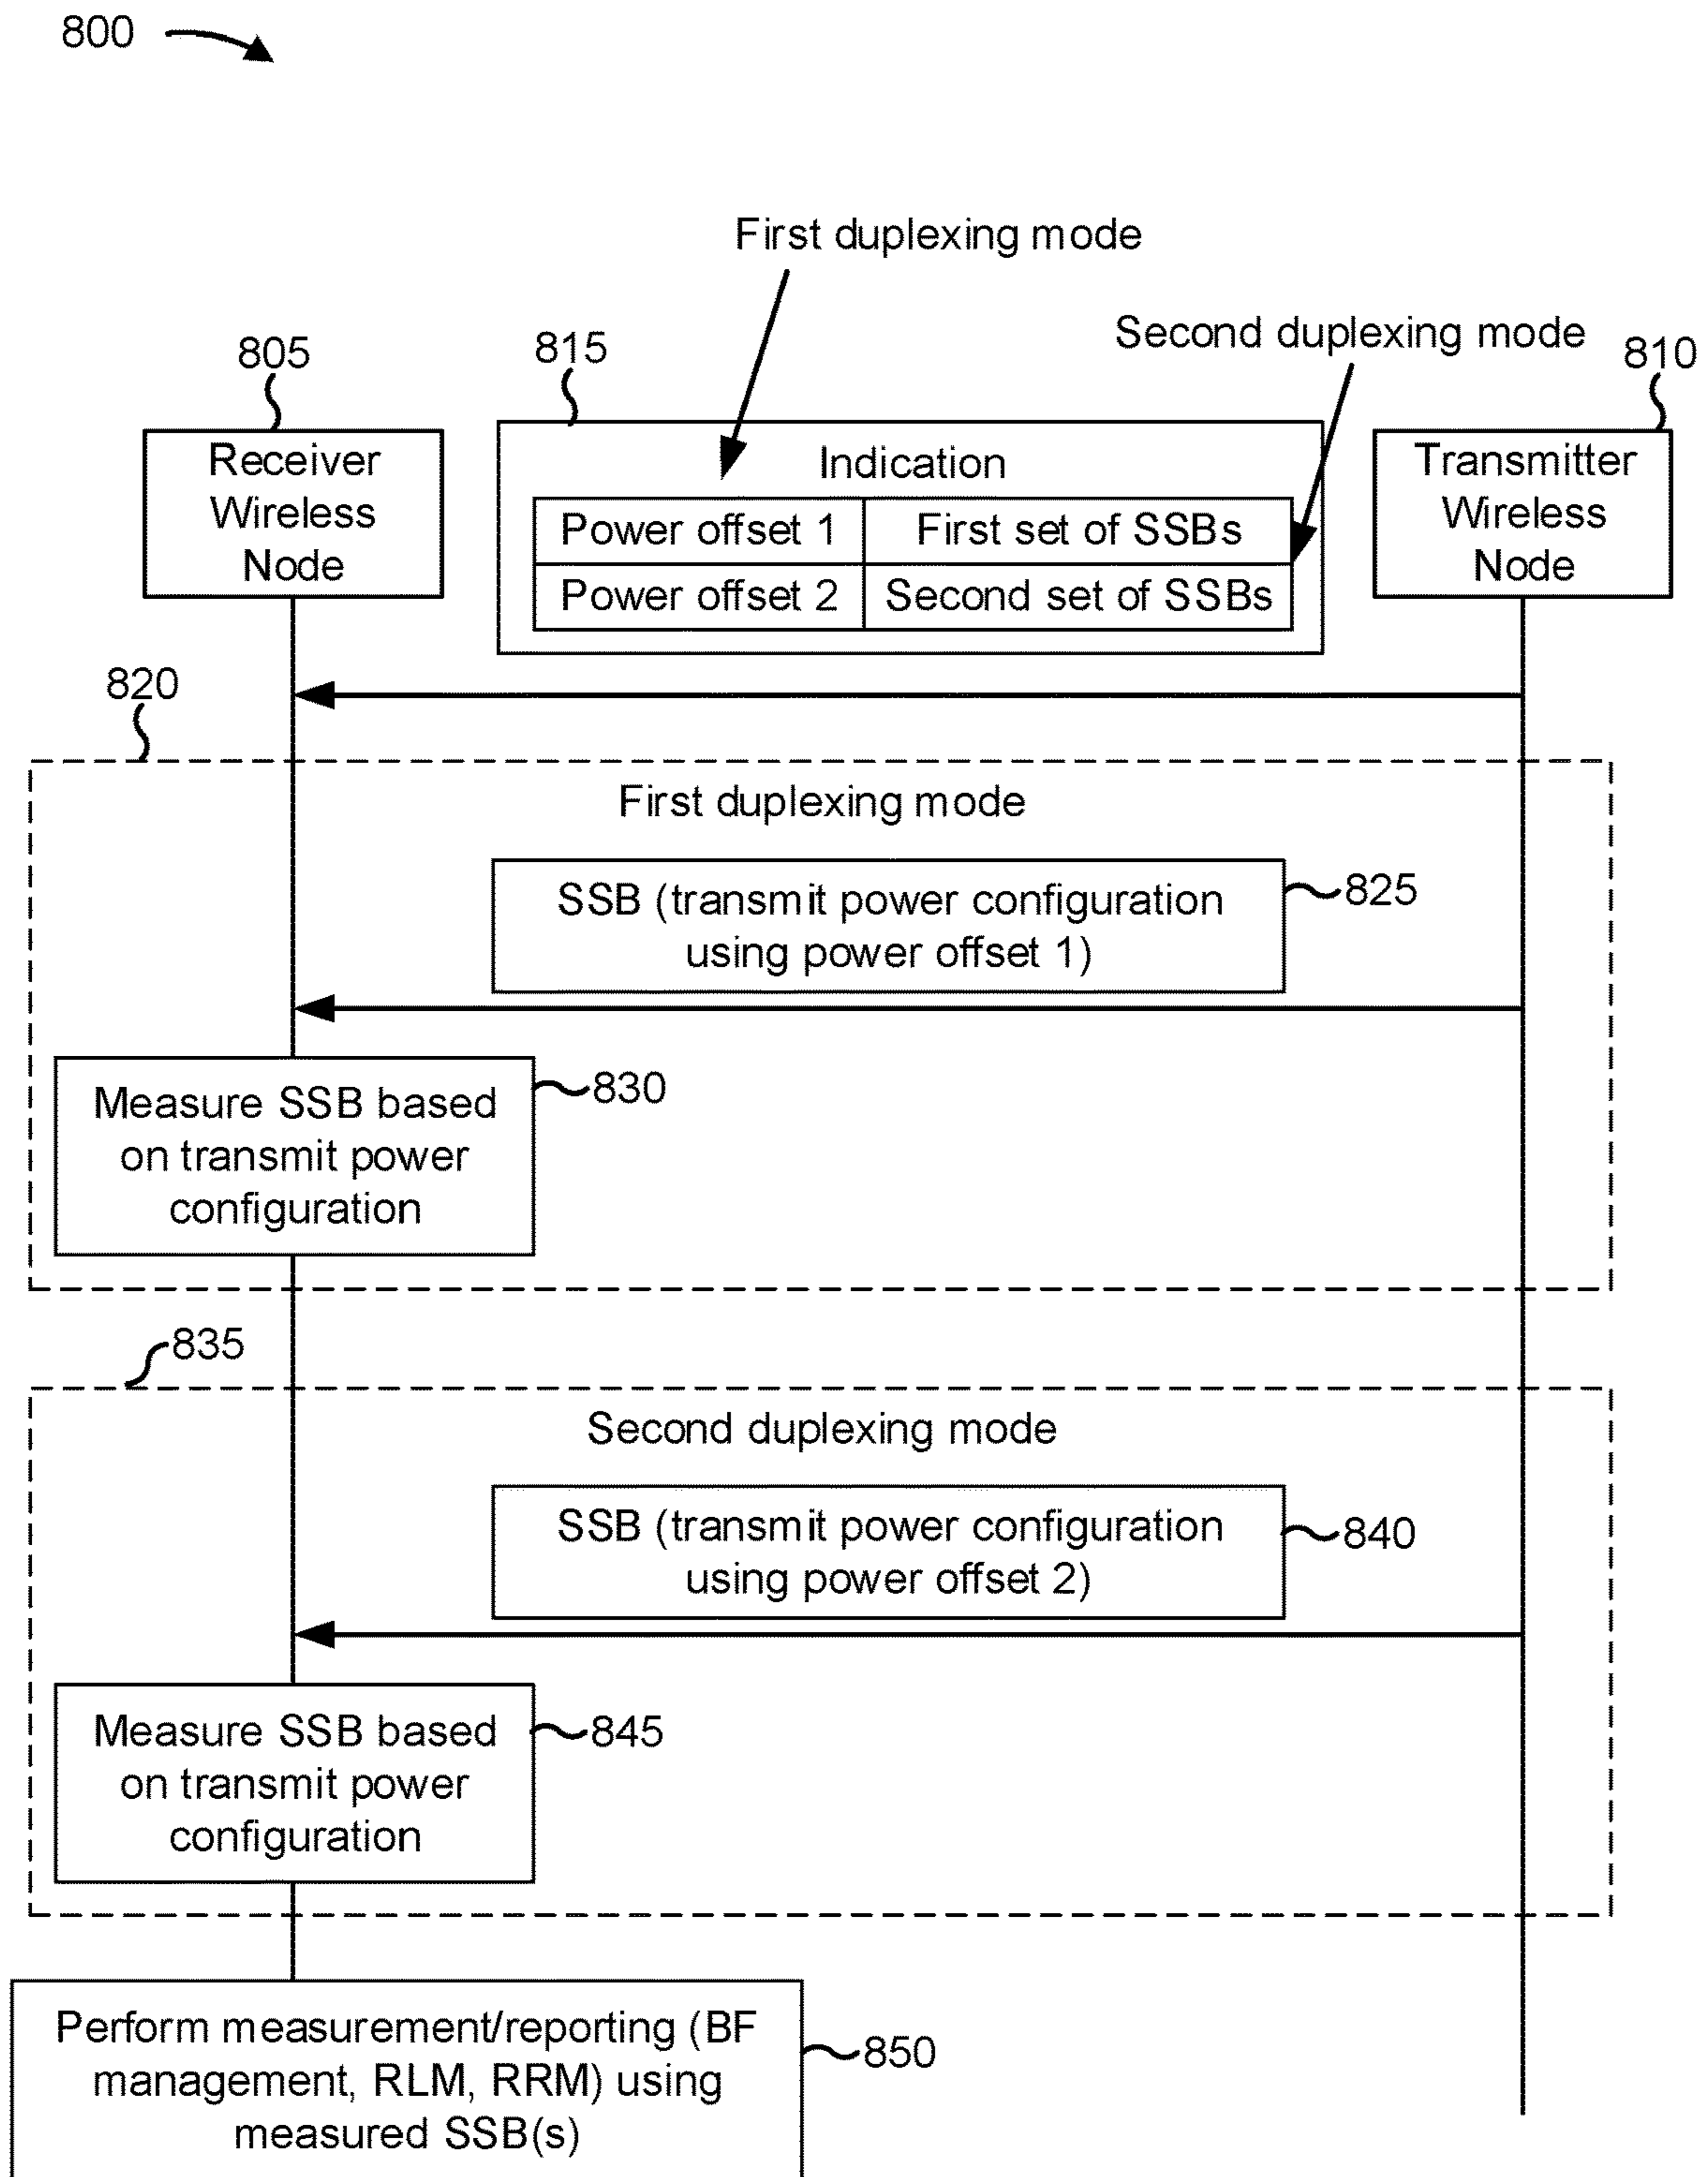 800
First duplexing mode
Second duplexing mode
805
815
810
Receiver
Wireless
Node
Indication
Power offset 1
First set of SSBs
Power offset 2
Second set of SSBs
Transmitter
Wireless
Node
820
First duplexing mode
SSB (transmit power configuration
using power offset 1)
825
Measure SSB based
on transmit power
configuration
830
835
Second duplexing mode
SSB (transmit power configuration
using power offset 2)
840
Measure SSB based
on transmit power
configuration
845
Perform measurement/reporting (BF
management, RLM, RRM) using
measured SSB(s)
850